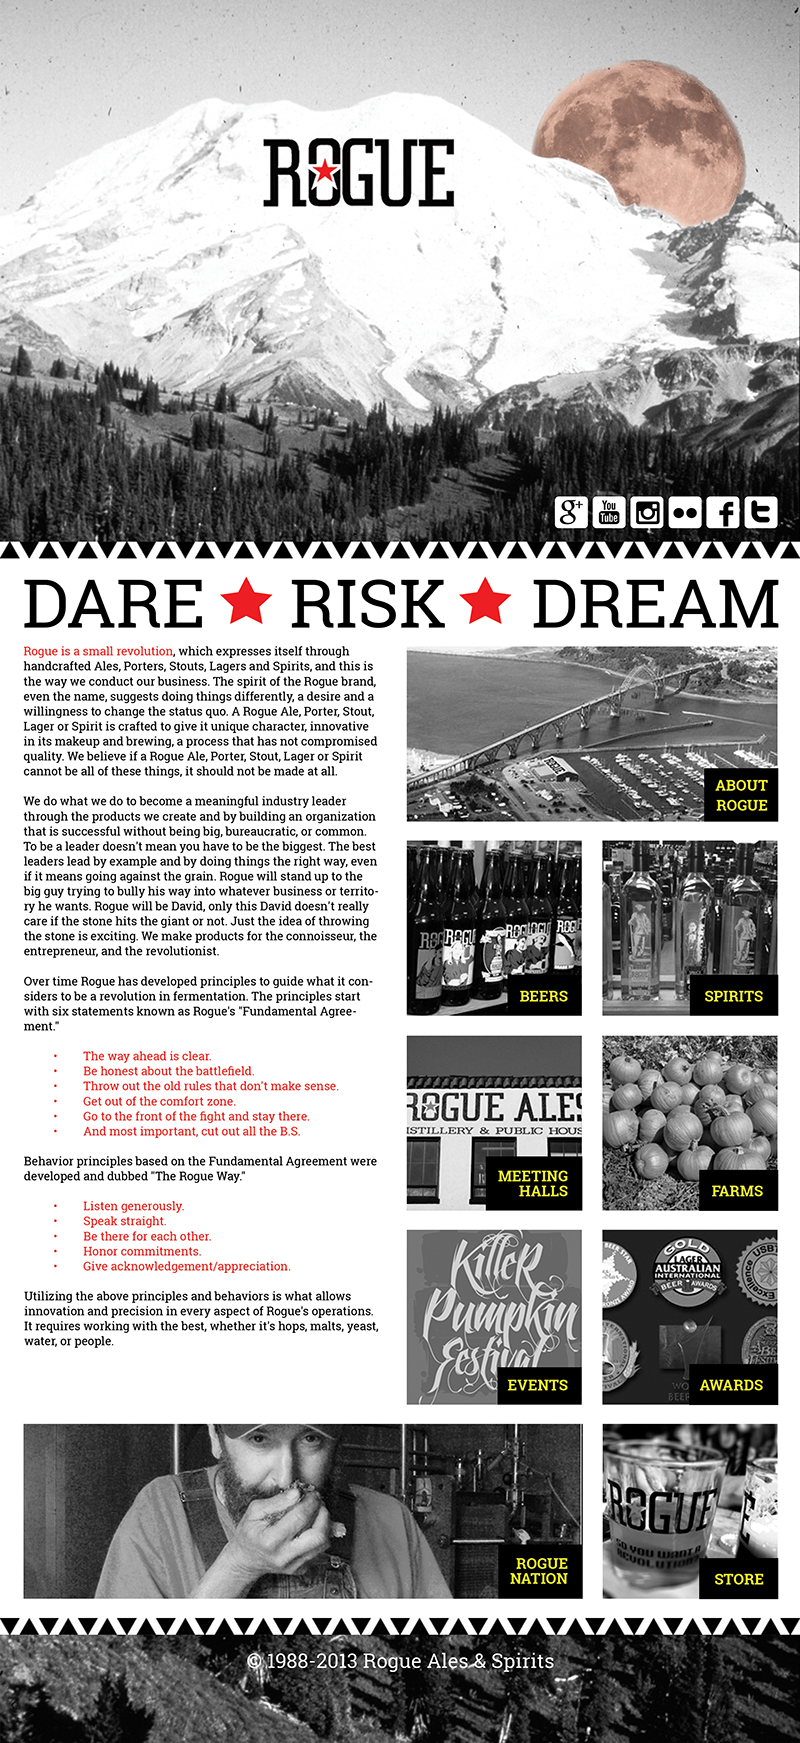 ROGUE
g+
You
Tube
DARE ★ RISK ★ DREAM
Rogue is a small revolution, which expresses itself through
handcrafted Ales, Porters, Stouts, Lagers and Spirits, and this is
the way we conduct our business. The spirit of the Rogue brand,
even the name, suggests doing things differently, a desire and a
willingness to change the status quo. A Rogue Ale, Porter, Stout,
Lager or Spirit is crafted to give it unique character, innovative
in its makeup and brewing, a process that has not compromised
quality. We believe if a Rogue Ale, Porter, Stout, Lager or Spirit
cannot be all of these things, it should not be made at all.
We do what we do to become a meaningful industry leader
through the products we create and by building an organization
that is successful without being big, bureaucratic, or common.
To be a leader doesn't mean you have to be the biggest. The best
leaders lead by example and by doing things the right way, even
if it means going against the grain. Rogue will stand up to the
big guy trying to bully his way into whatever business or territo-
ry he wants. Rogue will be David, only this David doesn't really
care if the stone hits the giant or not. Just the idea of throwing
the stone is exciting. We make products for the connoisseur, the
entrepreneur, and the revolutionist.
Over time Rogue has developed principles to guide what it con-
siders to be a revolution in fermentation. The principles start
with six statements known as Rogue's "Fundamental Agree-
ment."
• The way ahead is clear.
• Be honest about the battlefield.
• Throw out the old rules that don't make sense.
• Get out of the comfort zone.
• Go to the front of the fight and stay there.
• And most important, cut out all the B.S.
Behavior principles based on the Fundamental Agreement were
developed and dubbed "The Rogue Way."
• Listen generously.
• Speak straight.
• Be there for each other.
• Honor commitments.
• Give acknowledgement/appreciation.
Utilizing the above principles and behaviors is what allows
innovation and precision in every aspect of Rogue's operations.
It requires working with the best, whether it's hops, malts, yeast,
water, or people.
ROGUE
ABOUT
ROGUE
BEERS
SPIRITS
ROGUE ALES
DISTILLERY & PUBLIC HOUS
MEETING
HALLS
FARMS
Killer
Pumpkin
Festival
EVENTS
GOLD
LAGER
AUSTRALIAN
INTERNATIONAL
BEER AWARDS
AWARDS
ROGUE
NATION
ROGUE
SO YOU WANT A
REVOLUTION
STORE
© 1988-2013 Rogue Ales & Spirits